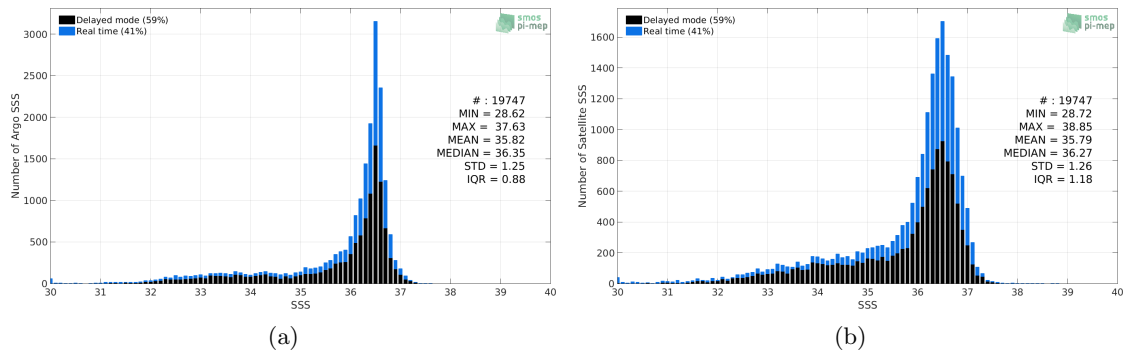 Delayed mode (59%)
Real time (41%)
smos
pi-mep
3000
2500
2000
1500
1000
500
0
Number of Argo SSS
# : 19747
MIN = 28.62
MAX = 37.63
MEAN = 35.82
MEDIAN = 36.35
STD = 1.25
IQR = 0.88
30 31 32 33 34 35 36 37 38 39 40
SSS
(a)
Delayed mode (59%)
Real time (41%)
smos
pi-mep
1600
1400
1200
1000
800
600
400
200
0
Number of Satellite SSS
# : 19747
MIN = 28.72
MAX = 38.85
MEAN = 35.79
MEDIAN = 36.27
STD = 1.26
IQR = 1.18
30 31 32 33 34 35 36 37 38 39 40
SSS
(b)